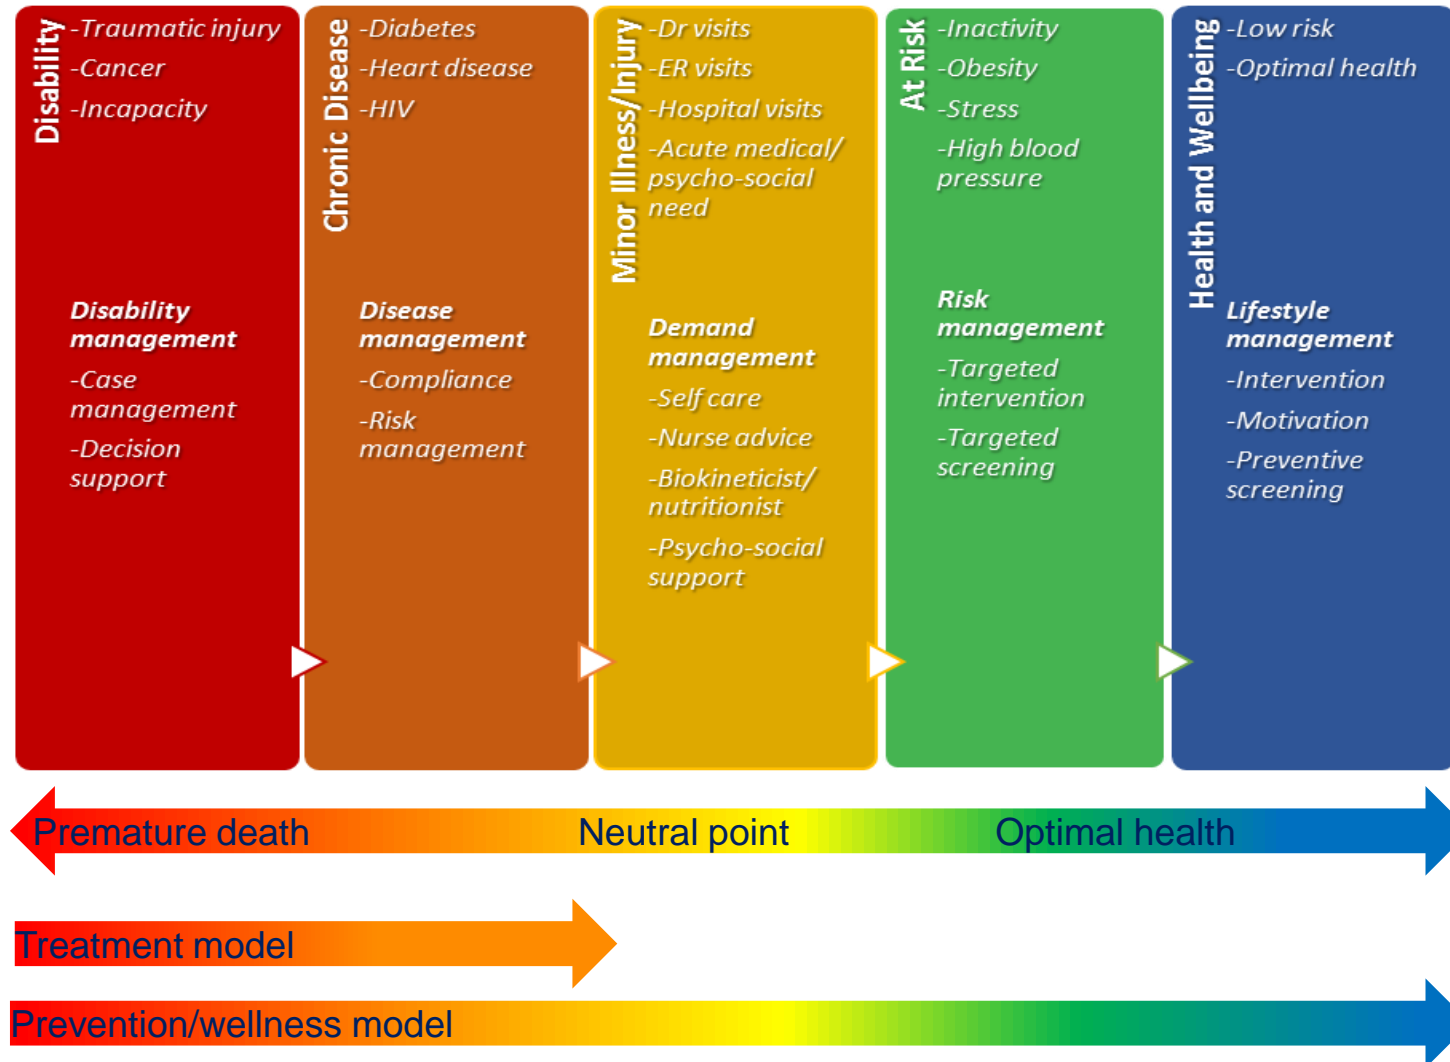 Disability
-Traumatic injury
-Cancer
-Incapacity
Disability
management
-Case
management
-Decision
support
Chronic Disease
-Diabetes
-Heart disease
-HIV
Disease
management
-Compliance
-Risk
management
Minor Illness/Injury
-Dr visits
-ER visits
-Hospital visits
-Acute medical/
psycho-social
need
Demand
management
-Self care
-Nurse advice
-Biokineticist/
nutritionist
-Psycho-social
support
At Risk
-Inactivity
-Obesity
-Stress
-High blood
pressure
Risk
management
-Targeted
intervention
-Targeted
screening
Health and Wellbeing
-Low risk
-Optimal health
Lifestyle
management
-Intervention
-Motivation
-Preventive
screening
Premature death Neutral point Optimal health
Treatment model
Prevention/wellness model